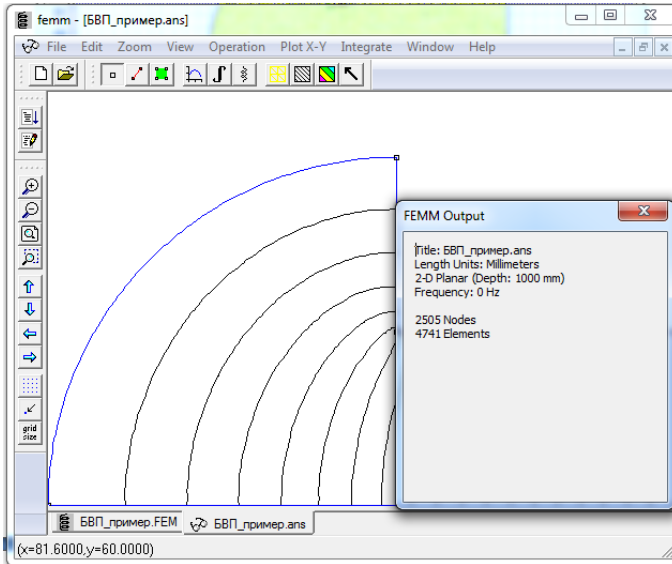 femm - [БВП_пример.ans]
File Edit Zoom View Operation Plot X-Y Integrate Window Help
grid
size
FEMM Output
Title: БВП_пример.ans
Length Units: Millimeters
2-D Planar (Depth: 1000 mm)
Frequency: 0 Hz
2505 Nodes
4741 Elements
БВП_пример.FEM БВП_пример.ans
(x=81.6000,y=60.0000)